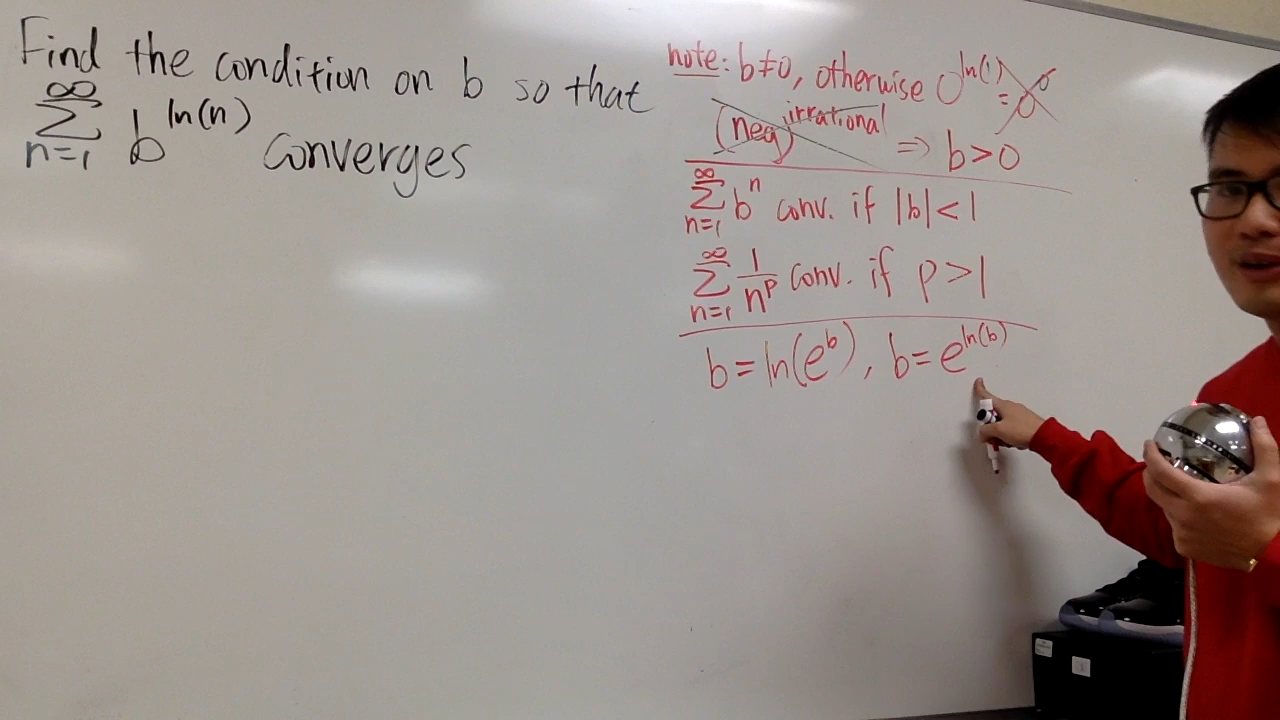 Find the condition on b so that
∞
Σ b^ln(n) converges
n=1
note: b≠0, otherwise 0^ln(1) = 0^0
(neg)^irrational ⇒ b>0
∞
Σ b^n conv. if |b|<1
n=1
∞
Σ 1/n^p conv. if p>1
n=1
b=ln(e^b), b=e^ln(b)